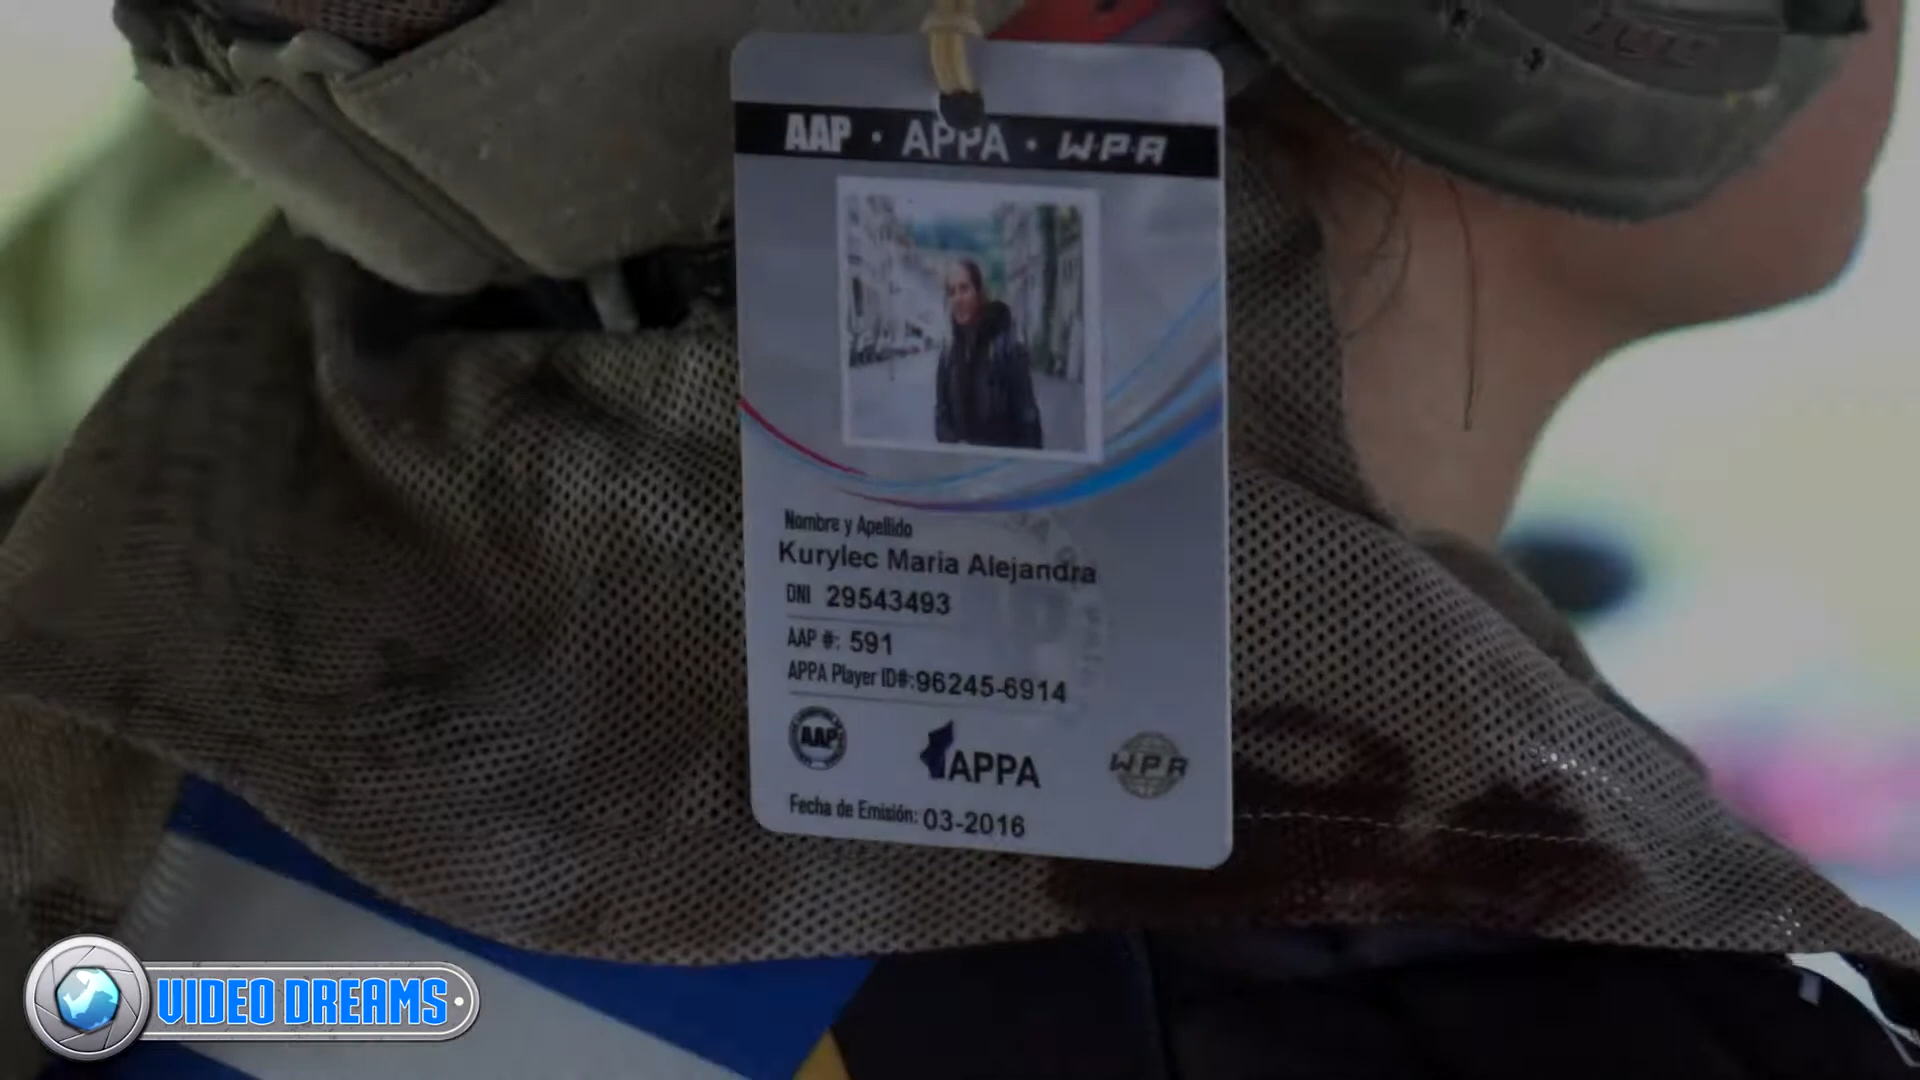 AAP · APPA · WPR
Nombre y Apellido
Kurylec Maria Alejandra
DNI 29543493
AAP #: 591
APPA Player ID#:96245-6914
AAP
APPA
WPR
Fecha de Emisión: 03-2016
VIDEO DREAMS